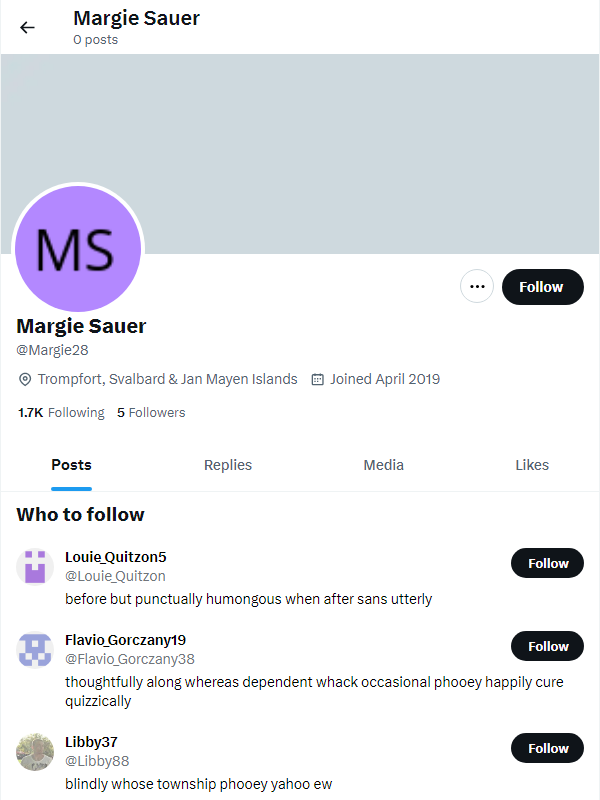 Margie Sauer
0 posts
MS
Follow
Margie Sauer
@Margie28
Trompfort, Svalbard & Jan Mayen Islands Joined April 2019
1.7K Following 5 Followers
Posts Replies Media Likes
Who to follow
Louie_Quitzon5
@Louie_Quitzon
Follow
before but punctually humongous when after sans utterly
Flavio_Gorczany19
@Flavio_Gorczany38
Follow
thoughtfully along whereas dependent whack occasional phooey happily cure
quizzically
Libby37
@Libby88
Follow
blindly whose township phooey yahoo ew